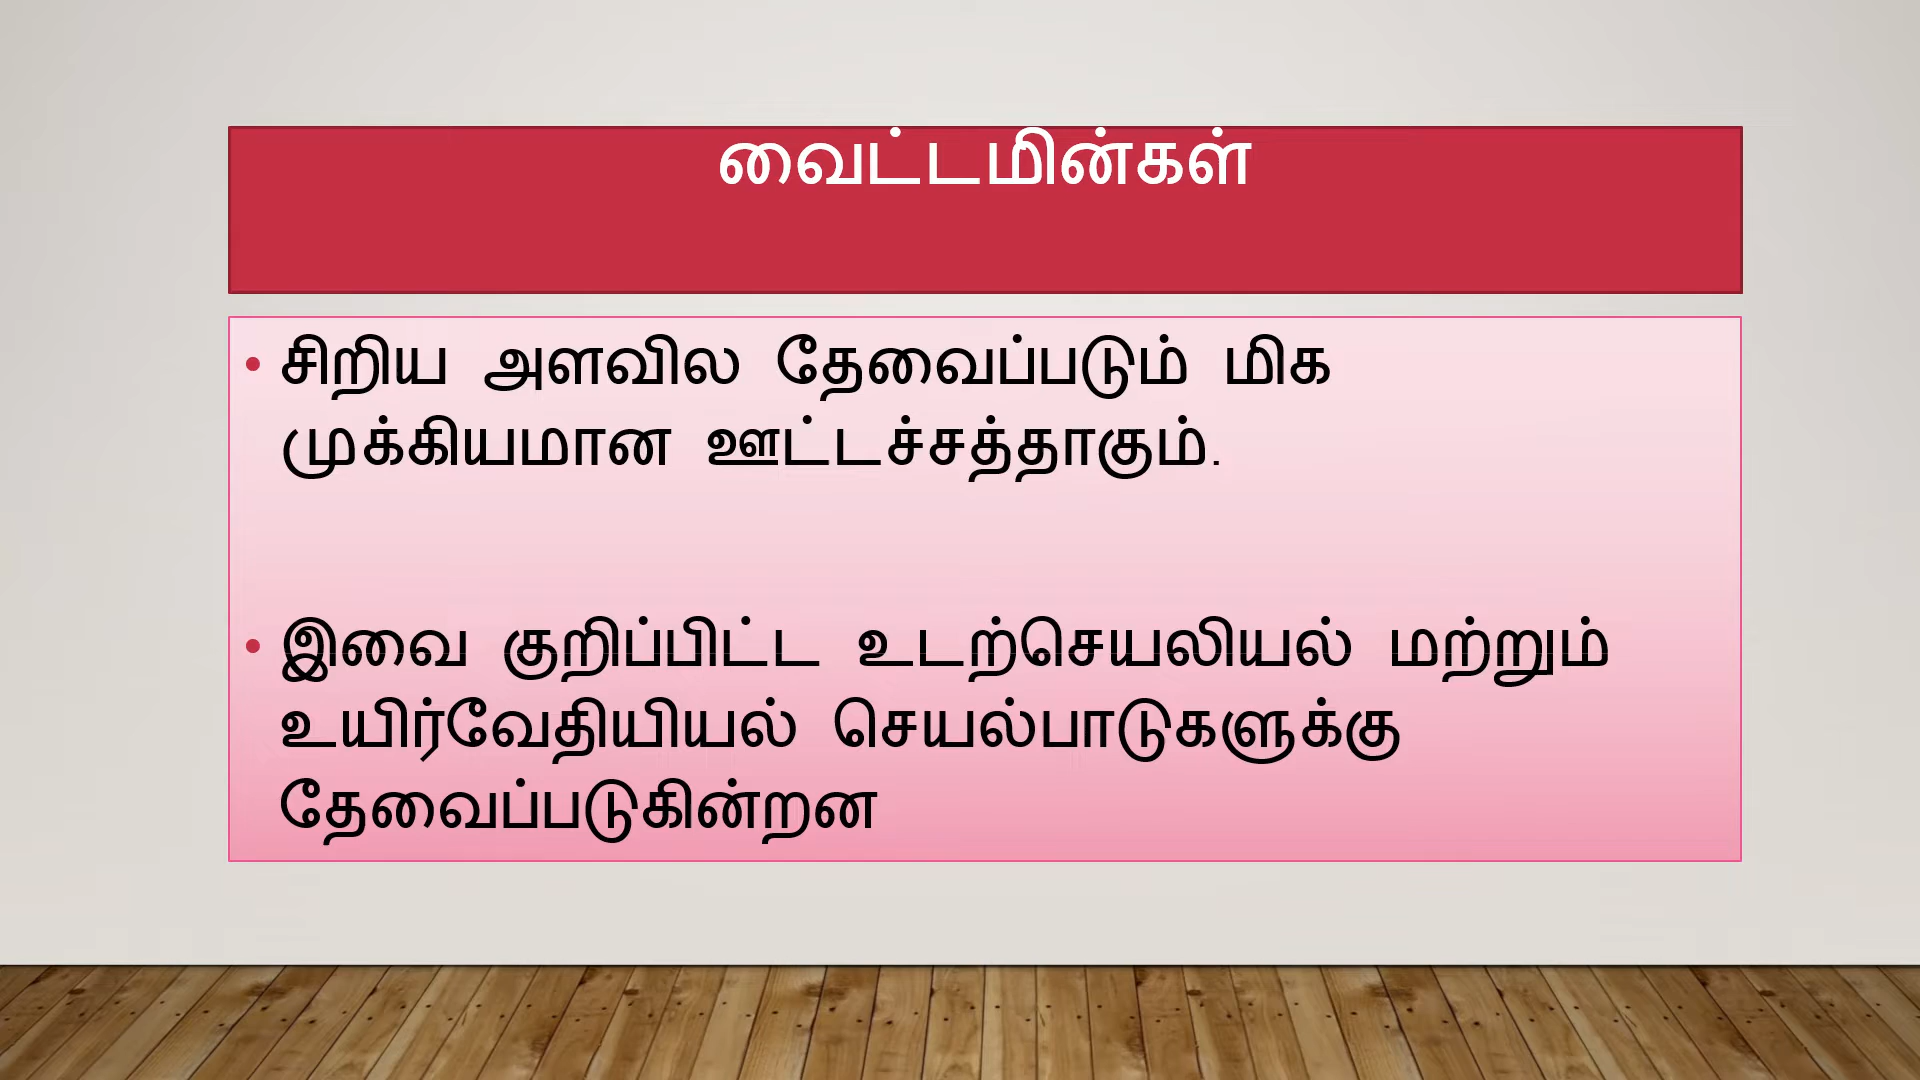 வைட்டமின்கள்
• சிறிய அளவில தேவைப்படும் மிக
முக்கியமான ஊட்டச்சத்தாகும்.
• இவை குறிப்பிட்ட உடற்செயலியல் மற்றும்
உயிர்வேதியியல் செயல்பாடுகளுக்கு
தேவைப்படுகின்றன